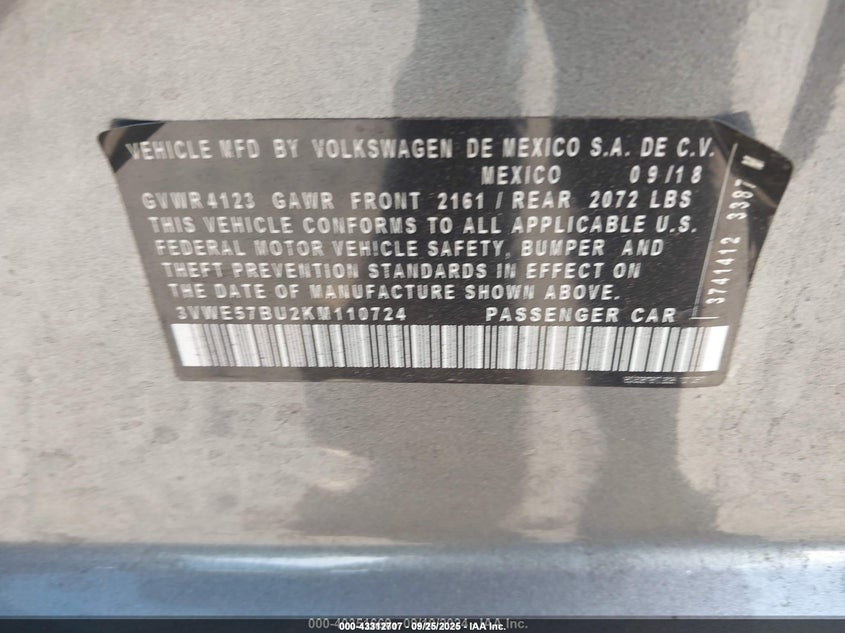 VEHICLE MFD BY VOLKSWAGEN DE MEXICO S.A. DE C.V.
MEXICO 09/18
GVWR 4123 GAWR FRONT 2161 / REAR 2072 LBS
THIS VEHICLE CONFORMS TO ALL APPLICABLE U.S.
FEDERAL MOTOR VEHICLE SAFETY, BUMPER AND
THEFT PREVENTION STANDARDS IN EFFECT ON
THE DATE OF MANUFACTURE SHOWN ABOVE.
3VWE57BU2KM110724 PASSENGER CAR
3741412 3387 M
000-43312707 - 09/25/2025 - IAA Inc.